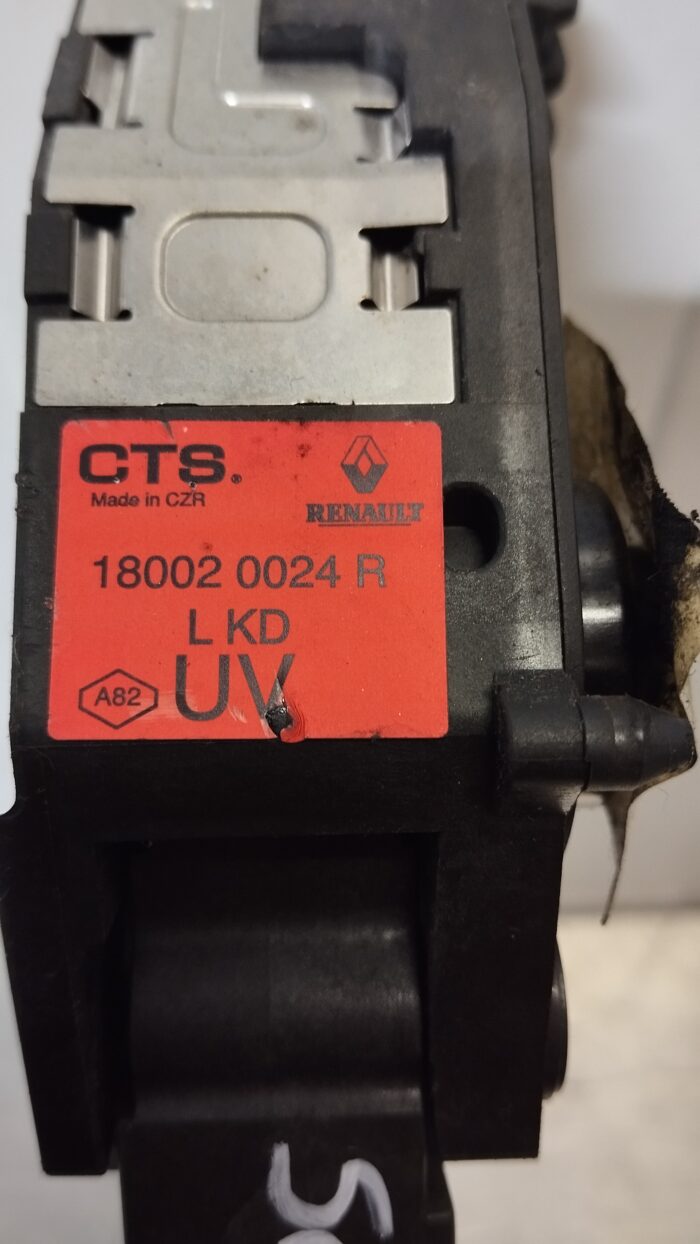 CTS.®
Made in CZR
RENAULT
18002 0024 R
L KD
A82
UV